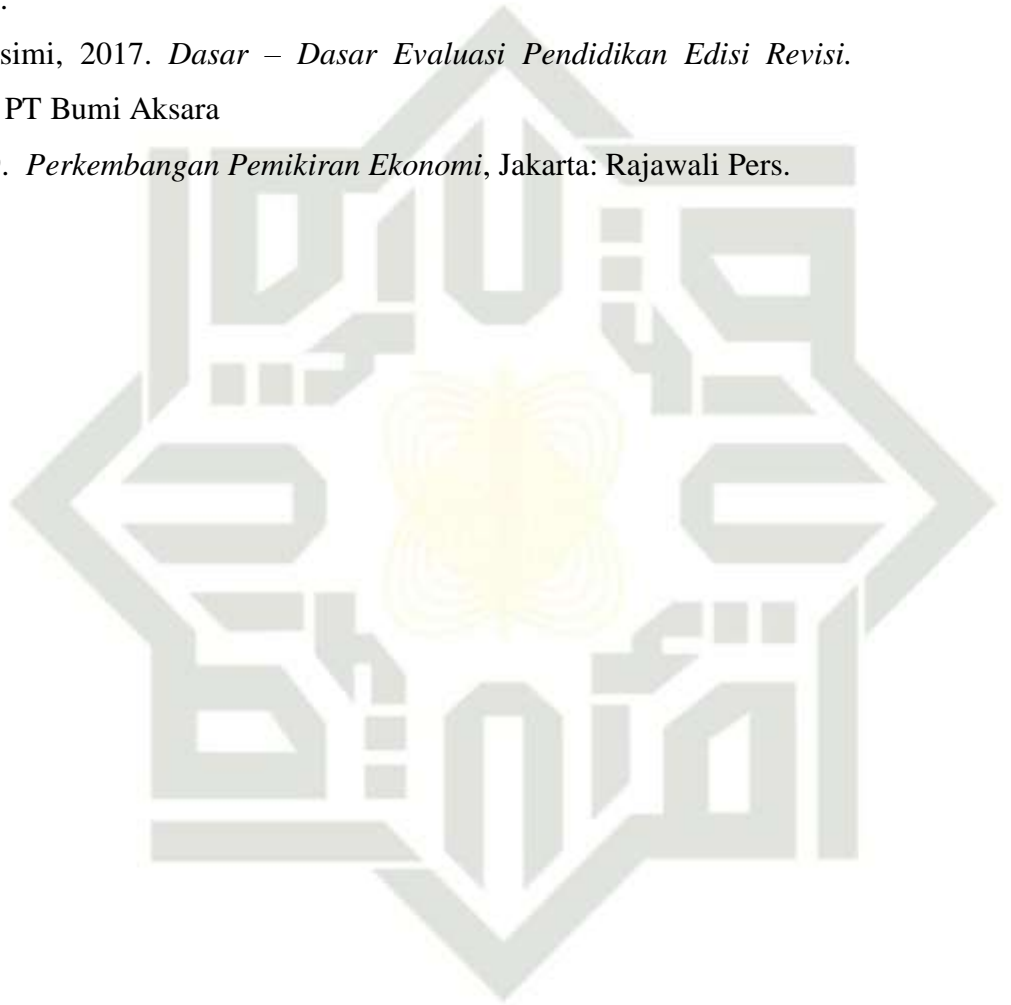 .
simi, 2017. Dasar – Dasar Evaluasi Pendidikan Edisi Revisi.
PT Bumi Aksara
. Perkembangan Pemikiran Ekonomi, Jakarta: Rajawali Pers.